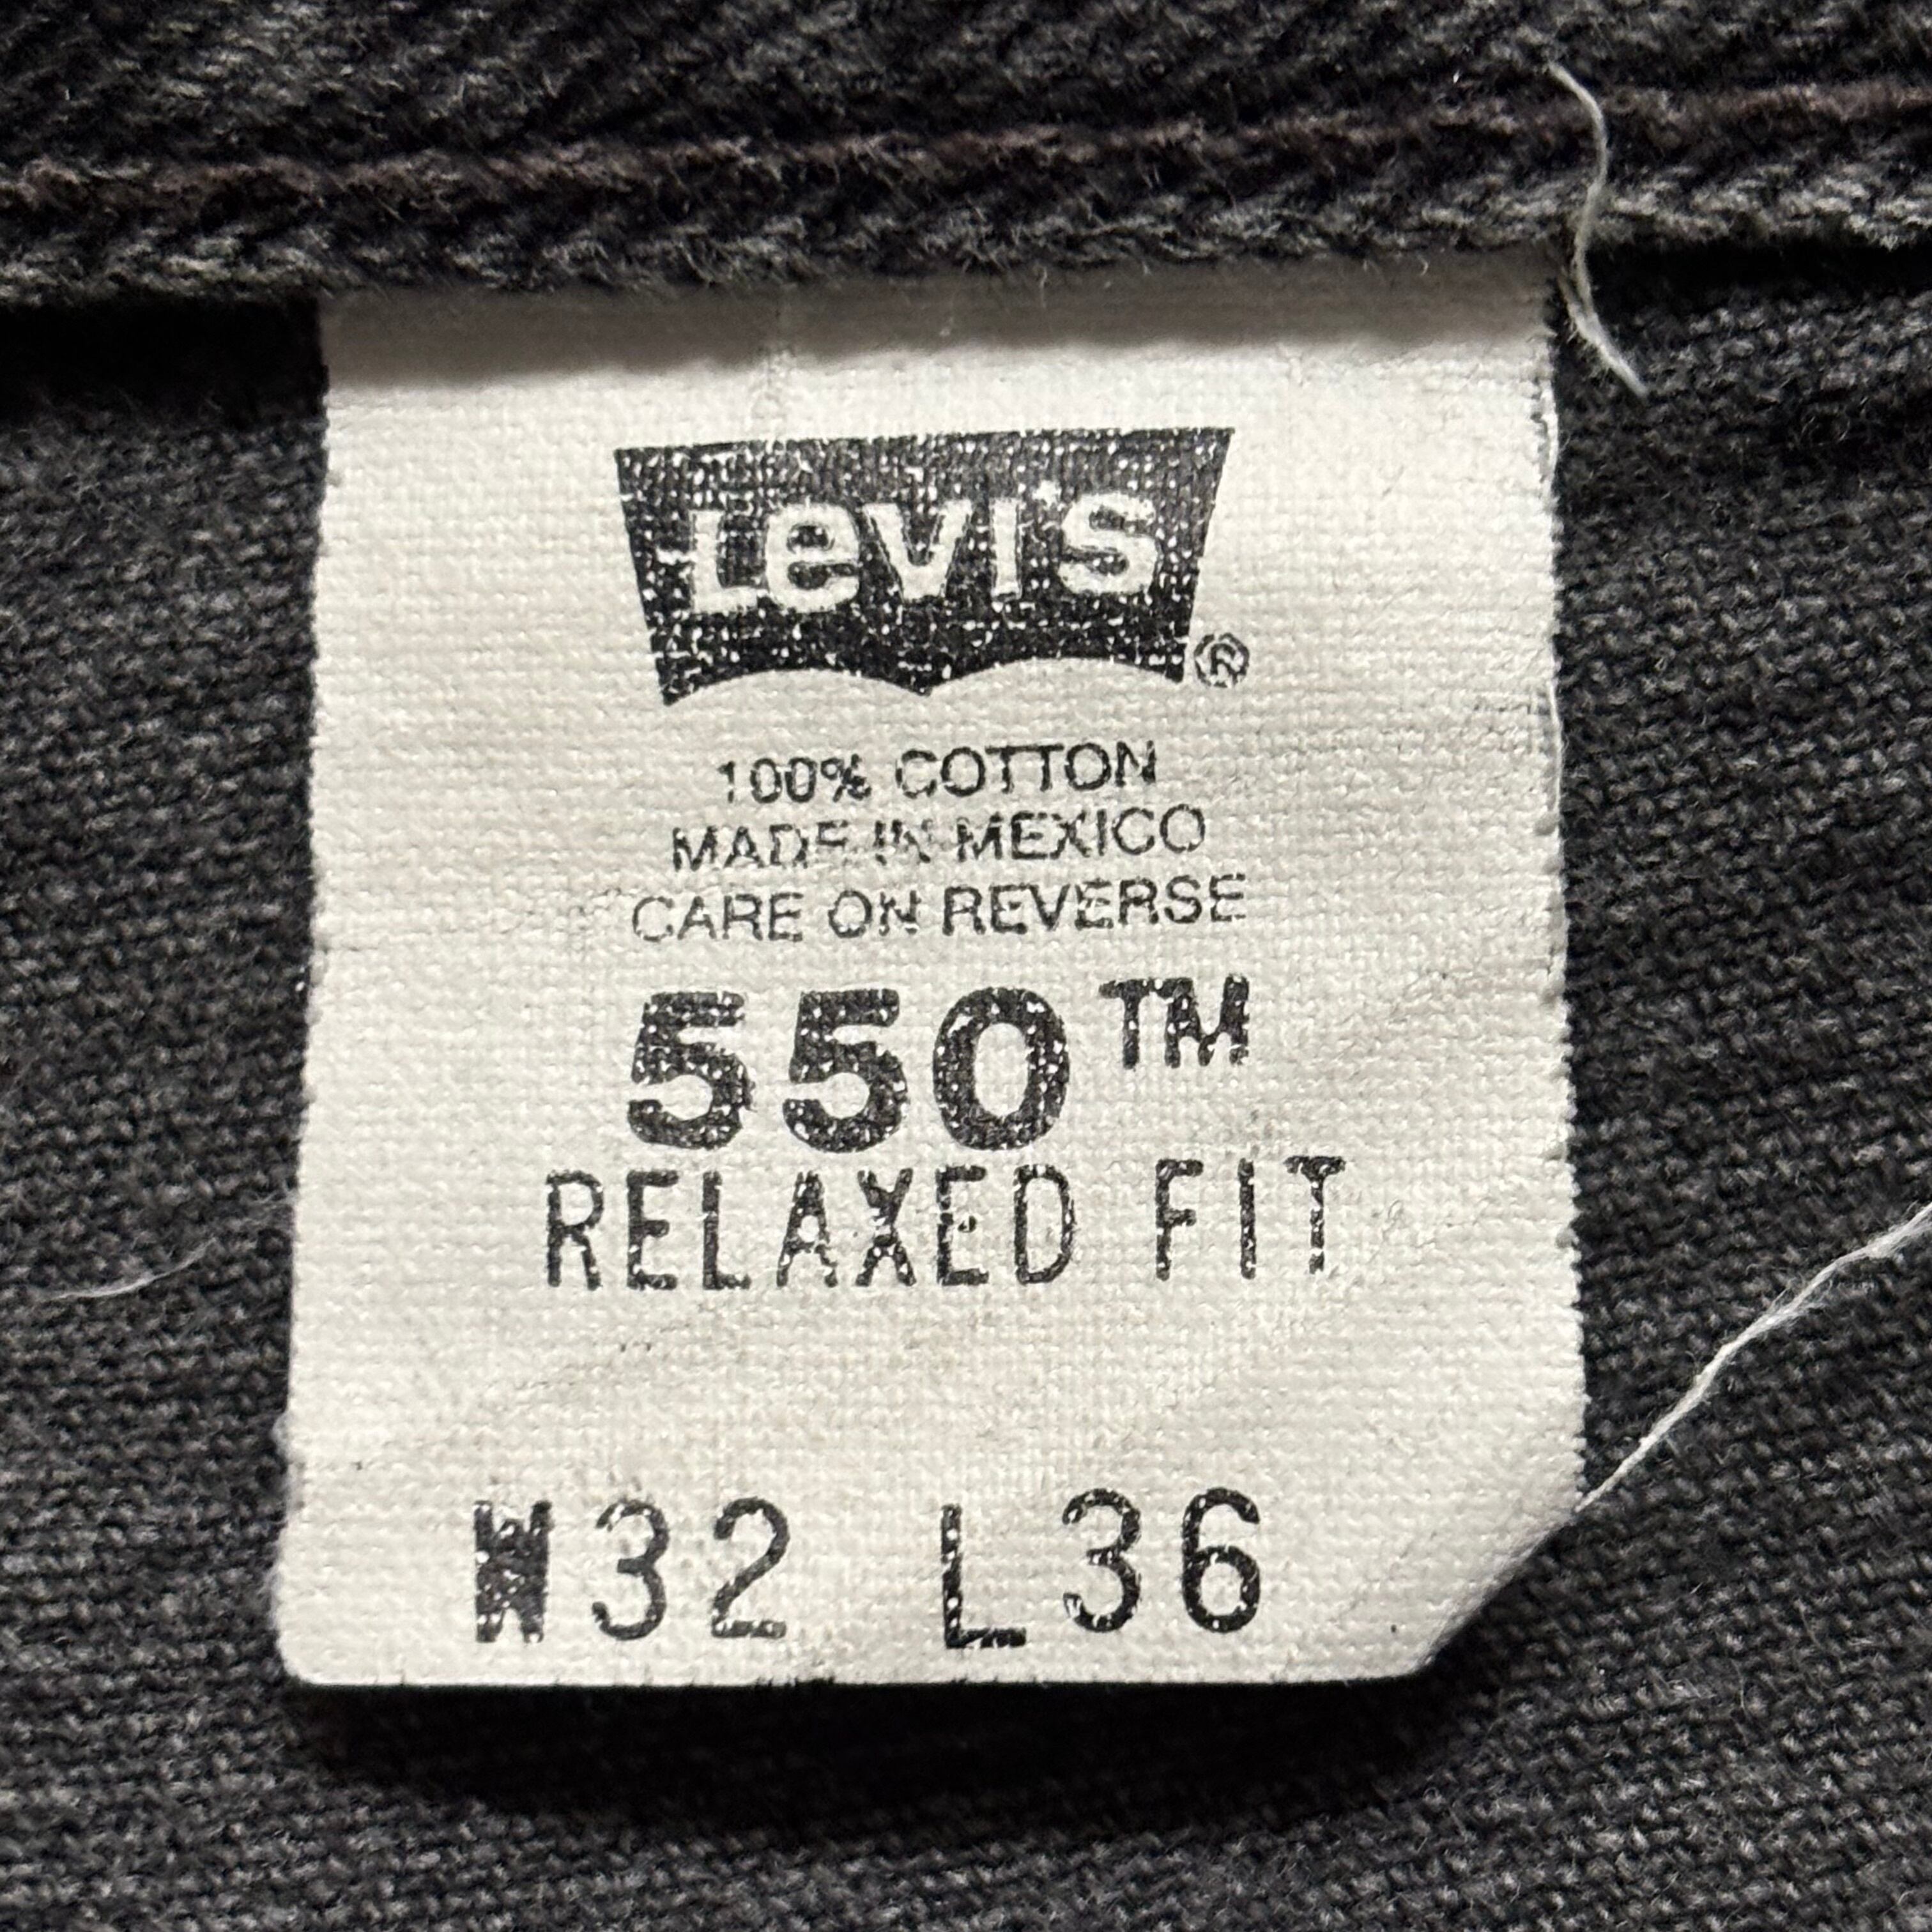 Levi's ®
100% COTTON
MADE IN MEXICO
CARE ON REVERSE
550™
RELAXED FIT
W32 L36